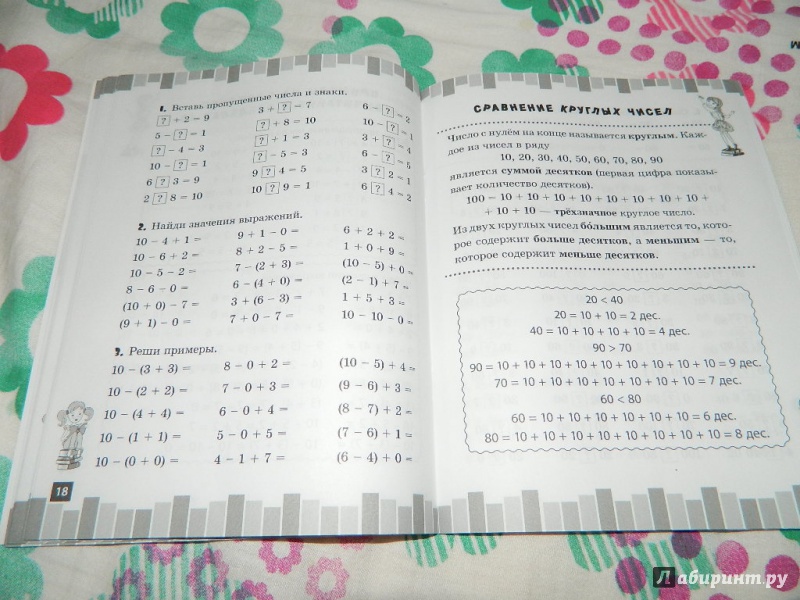 1. Вставь пропущенные числа и знаки.
? + 2 = 9
5 − ? = 1
? − 4 = 3
10 − ? = 1
6 ? 3 = 9
2 ? 8 = 10
3 + ? = 7
? + 8 = 10
? + 1 = 3
? − 5 = 3
9 ? 4 = 5
10 ? 9 = 1
6 − ? = 2
10 − ? = 1
3 + ? = 4
6 − ? = 5
3 ? 2 = 1
6 ? 4 = 2
2. Найди значения выражений.
10 − 4 + 1 =
10 − 6 + 2 =
10 − 5 − 2 =
8 − 6 − 0 =
(10 + 0) − 7 =
(9 + 1) − 0 =
9 + 1 − 0 =
8 + 2 − 5 =
7 − (2 + 3) =
6 − (4 + 0) =
3 + (6 − 3) =
7 + 0 − 7 =
6 + 2 + 2 =
1 + 0 + 9 =
(10 − 5) + 0 =
(2 − 1) + 7 =
1 + 5 + 3 =
10 − 10 − 0 =
3. Реши примеры.
10 − (3 + 3) =
10 − (2 + 2) =
10 − (4 + 4) =
10 − (1 + 1) =
10 − (0 + 0) =
8 − 0 + 2 =
7 − 0 + 3 =
6 − 0 + 4 =
5 − 0 + 5 =
4 − 1 + 7 =
(10 − 5) + 4 =
(9 − 6) + 3 =
(8 − 7) + 2 =
(7 − 6) + 1 =
(6 − 4) + 0 =
18
СРАВНЕНИЕ КРУГЛЫХ ЧИСЕЛ
Число с нулём на конце называется круглым. Каж-
дое из чисел в ряду
10, 20, 30, 40, 50, 60, 70, 80, 90
является суммой десятков (первая цифра показы-
вает количество десятков).
100 − 10 + 10 + 10 + 10 + 10 + 10 + 10 + 10 +
+ 10 + 10 — трёхзначное круглое число.
Из двух круглых чисел бо́льшим является то, кото-
рое содержит больше десятков, а меньшим — то,
которое содержит меньше десятков.
20 < 40
20 = 10 + 10 = 2 дес.
40 = 10 + 10 + 10 + 10 = 4 дес.
90 > 70
90 = 10 + 10 + 10 + 10 + 10 + 10 + 10 + 10 + 10 = 9 дес.
70 = 10 + 10 + 10 + 10 + 10 + 10 + 10 = 7 дес.
60 < 80
60 = 10 + 10 + 10 + 10 + 10 + 10 = 6 дес.
80 = 10 + 10 + 10 + 10 + 10 + 10 + 10 + 10 = 8 дес.
Лабиринт.ру